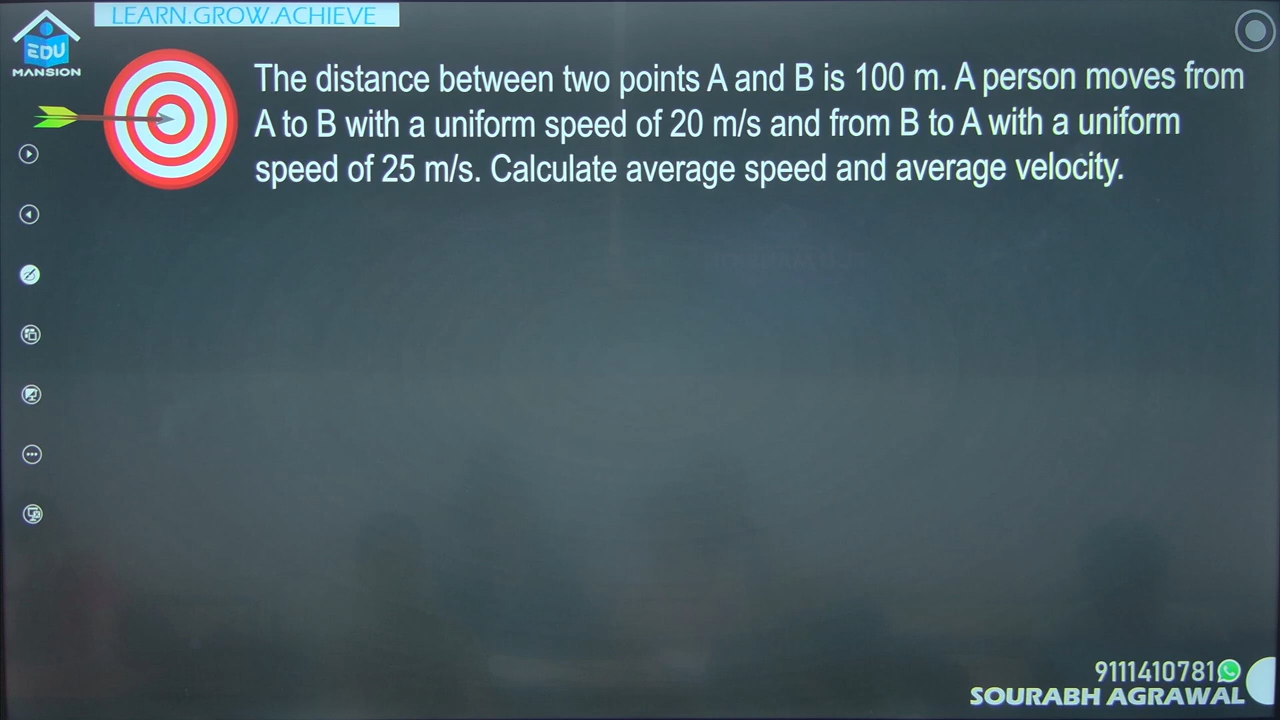 LEARN.GROW.ACHIEVE
EDU
MANSION
The distance between two points A and B is 100 m. A person moves from
A to B with a uniform speed of 20 m/s and from B to A with a uniform
speed of 25 m/s. Calculate average speed and average velocity.
9111410781
SOURABH AGRAWAL